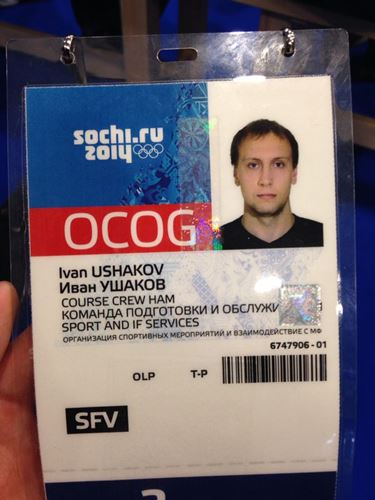 sochi.ru
2014
OCOG
Ivan USHAKOV
Иван УШАКОВ
COURSE CREW HAM
КОМАНДА ПОДГОТОВКИ И
SPORT AND IF SERVICES
ОРГАНИЗАЦИЯ СПОРТИВНЫХ МЕРОПРИЯТИЙ И ВЗАИМОДЕЙСТВИЕ С МФ
6747906-01
OLP T-P
SFV